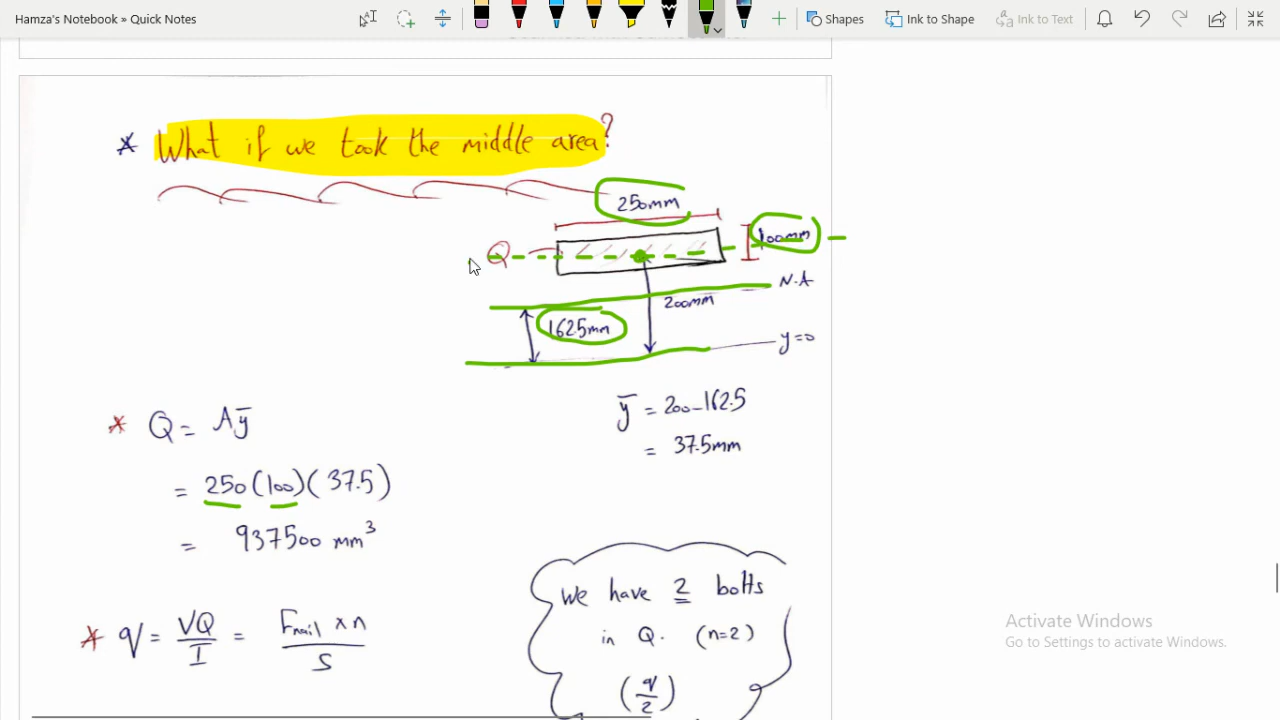 Hamza's Notebook » Quick Notes
Shapes
Ink to Shape
Ink to Text
* What if we took the middle area?
250mm
Q
100mm
N.A
200mm
162.5mm
y=0
* Q = Aȳ
= 250(100)(37.5)
= 937500 mm³
ȳ = 200-162.5
= 37.5mm
* q = VQ/I = Fnail x n/S
We have 2 bolts
in Q. (n=2)
(q/2)
Activate Windows
Go to Settings to activate Windows.